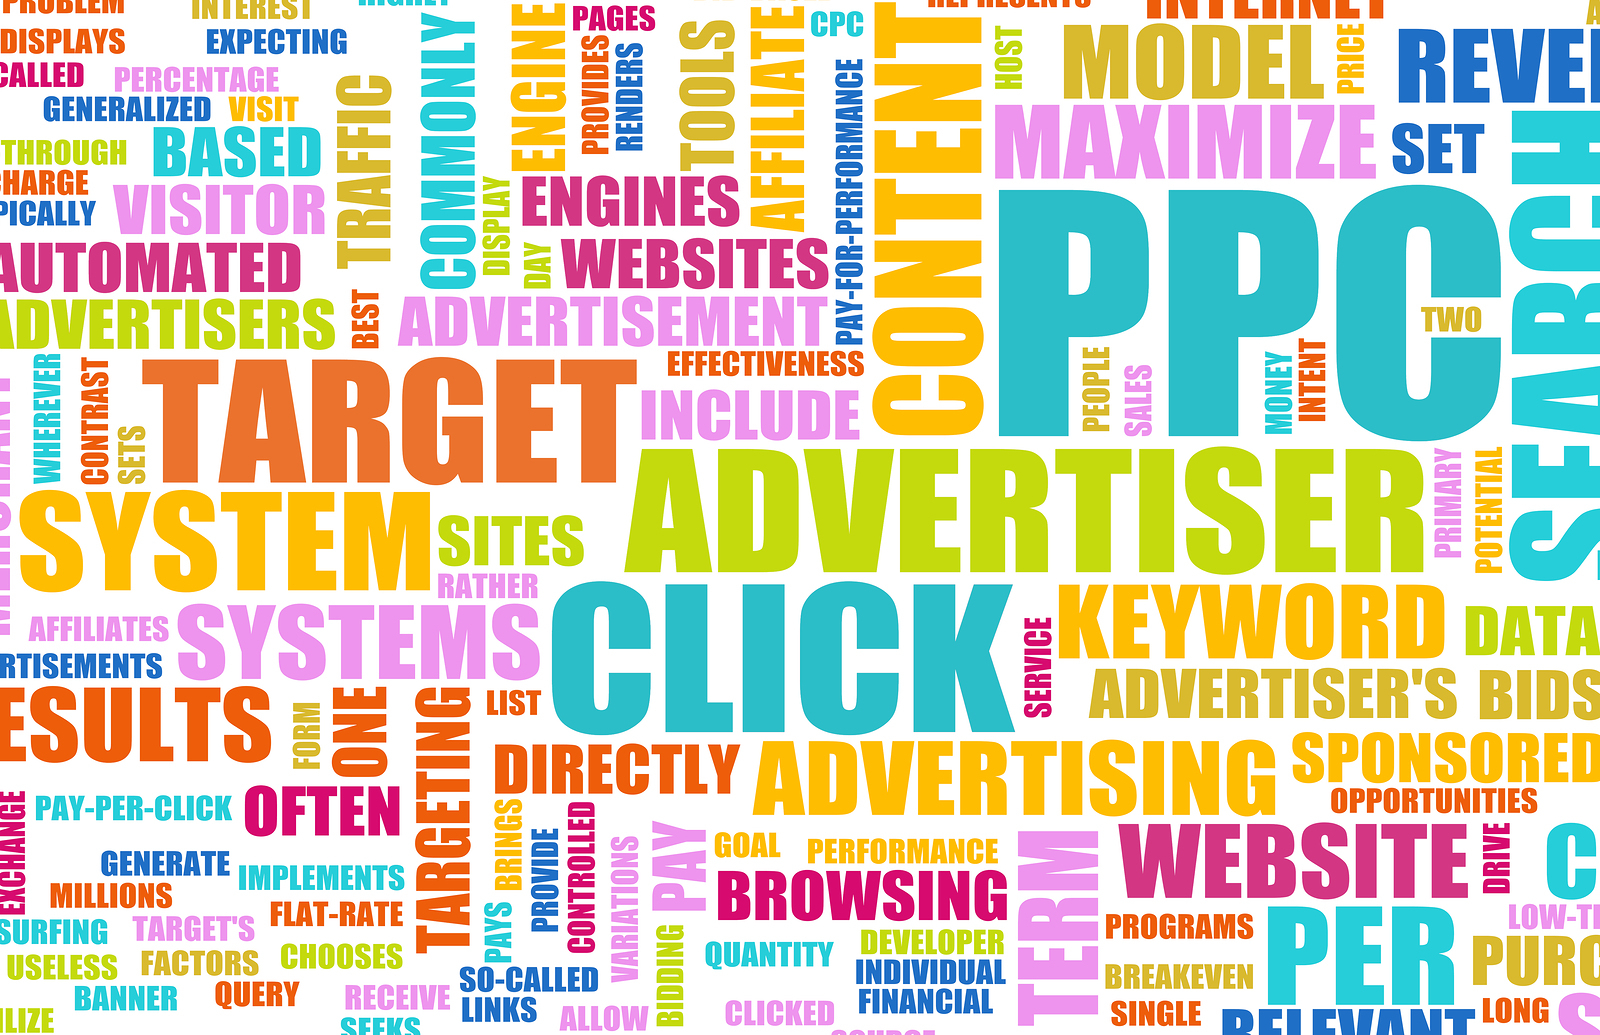 PROBLEM
INTEREST
HIGHLY
PAGES
CPC
REPRESENTS
INTERNET
DISPLAYS
EXPECTING
CALLED
PERCENTAGE
GENERALIZED
VISIT
THROUGH
BASED
CHARGE
VISITOR
AUTOMATED
ADVERTISERS
TRAFFIC
COMMONLY
ENGINE
PROVIDES
RENDERS
TOOLS
AFFILIATE
PAY-FOR-PERFORMANCE
CONTENT
HOST
MODEL
PRICE
REVE
MAXIMIZE
SET
SEARCH
DISPLAY
ENGINES
DAY
WEBSITES
BEST
ADVERTISEMENT
EFFECTIVENESS
PPC
TWO
PEOPLE
SALES
MONEY
INTENT
WHEREVER
CONTRAST
SETS
TARGET
INCLUDE
ADVERTISER
PRIMARY
POTENTIAL
SYSTEM
SITES
RATHER
AFFILIATES
SYSTEMS
CLICK
SERVICE
KEYWORD
DATA
RTISEMENTS
ADVERTISER'S
BIDS
ESULTS
FORM
ONE
TARGETING
LIST
DIRECTLY
ADVERTISING
SPONSORED
OPPORTUNITIES
EXCHANGE
PAY-PER-CLICK
OFTEN
BRINGS
PROVIDE
CONTROLLED
VARIATIONS
PAY
GOAL
PERFORMANCE
TERM
WEBSITE
DRIVE
C
GENERATE
IMPLEMENTS
MILLIONS
FLAT-RATE
BROWSING
PER
LOW-TI
SURFING
TARGET'S
PAYS
BIDDING
QUANTITY
DEVELOPER
PROGRAMS
PURC
USELESS
FACTORS
CHOOSES
SO-CALLED
INDIVIDUAL
BREAKEVEN
BANNER
QUERY
RECEIVE
LINKS
ALLOW
CLICKED
FINANCIAL
SINGLE
LONG
SEEKS
SOURCE
RELEVANT